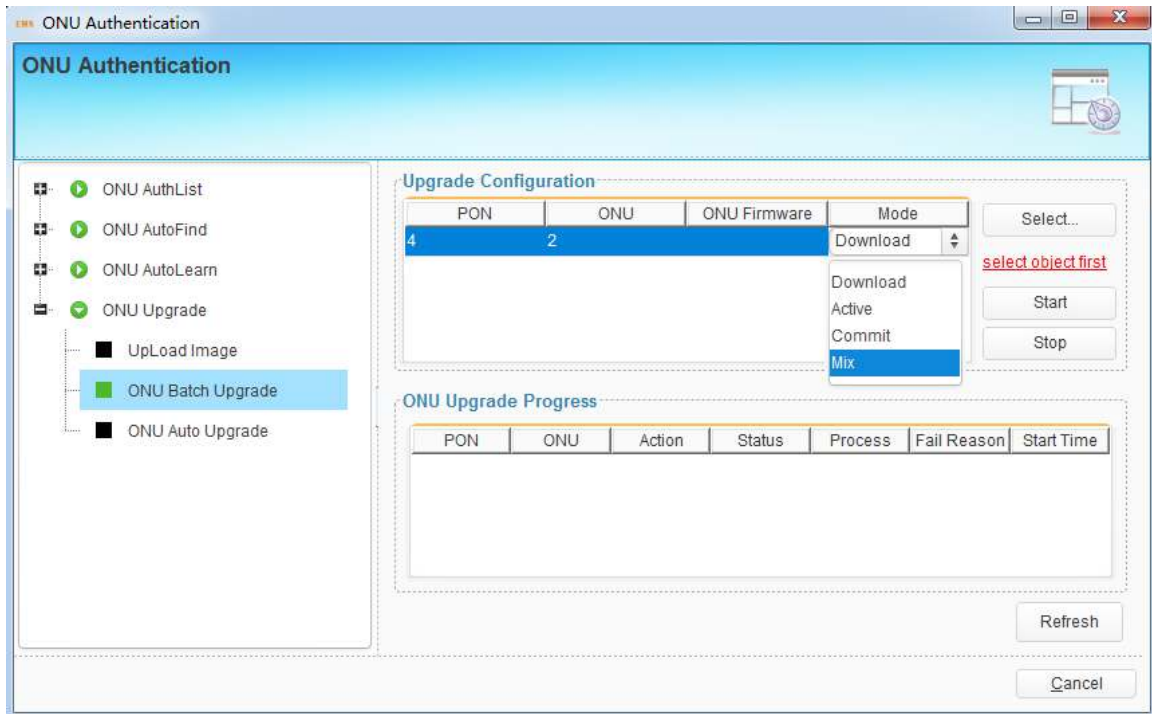 EMS ONU Authentication
ONU Authentication
ONU AuthList
ONU AutoFind
ONU AutoLearn
ONU Upgrade
UpLoad Image
ONU Batch Upgrade
ONU Auto Upgrade
Upgrade Configuration
PON ONU ONU Firmware Mode
4 2 Download
Download
Active
Commit
Mix
Select...
select object first
Start
Stop
ONU Upgrade Progress
PON ONU Action Status Process Fail Reason Start Time
Refresh
Cancel